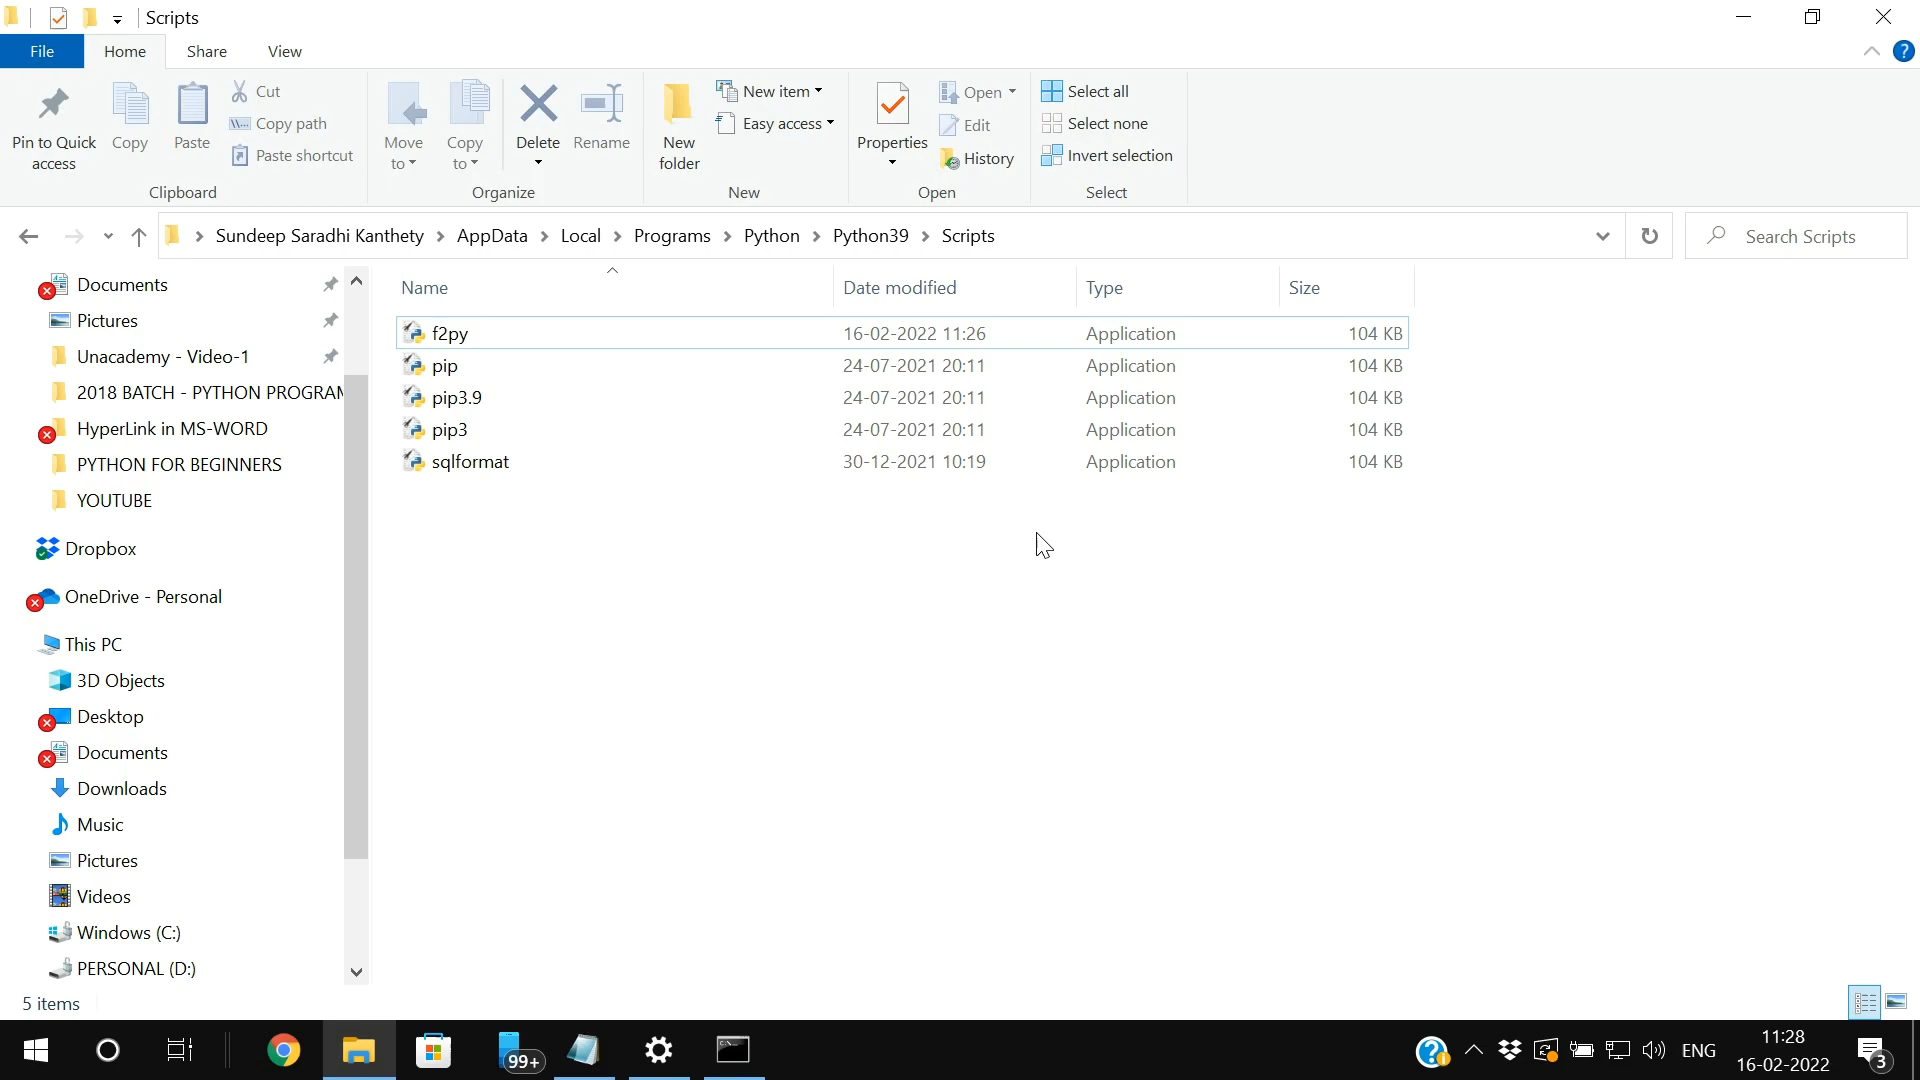 Scripts
File Home Share View
Pin to Quick access
Copy
Paste
Cut
Copy path
Paste shortcut
Clipboard
Move to
Copy to
Delete
Rename
Organize
New folder
New item
Easy access
New
Properties
Open
Edit
History
Open
Select all
Select none
Invert selection
Select
Sundeep Saradhi Kanthety > AppData > Local > Programs > Python > Python39 > Scripts
Search Scripts
Documents
Pictures
Unacademy - Video-1
2018 BATCH - PYTHON PROGRAM
HyperLink in MS-WORD
PYTHON FOR BEGINNERS
YOUTUBE
Dropbox
OneDrive - Personal
This PC
3D Objects
Desktop
Documents
Downloads
Music
Pictures
Videos
Windows (C:)
PERSONAL (D:)
Name Date modified Type Size
f2py 16-02-2022 11:26 Application 104 KB
pip 24-07-2021 20:11 Application 104 KB
pip3.9 24-07-2021 20:11 Application 104 KB
pip3 24-07-2021 20:11 Application 104 KB
sqlformat 30-12-2021 10:19 Application 104 KB
5 items
99+
ENG
11:28
16-02-2022
3